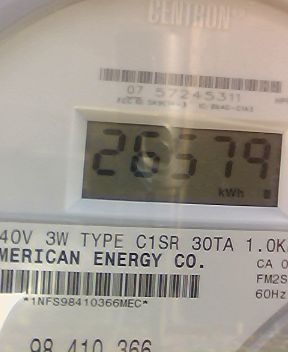 CENTRON
07 57245311
26579
kWh
40V 3W TYPE C1SR 30TA 1.0K
MERICAN ENERGY CO.
CA 0
FM2S
60Hz
*1NFS98410366MEC*
98 410 366